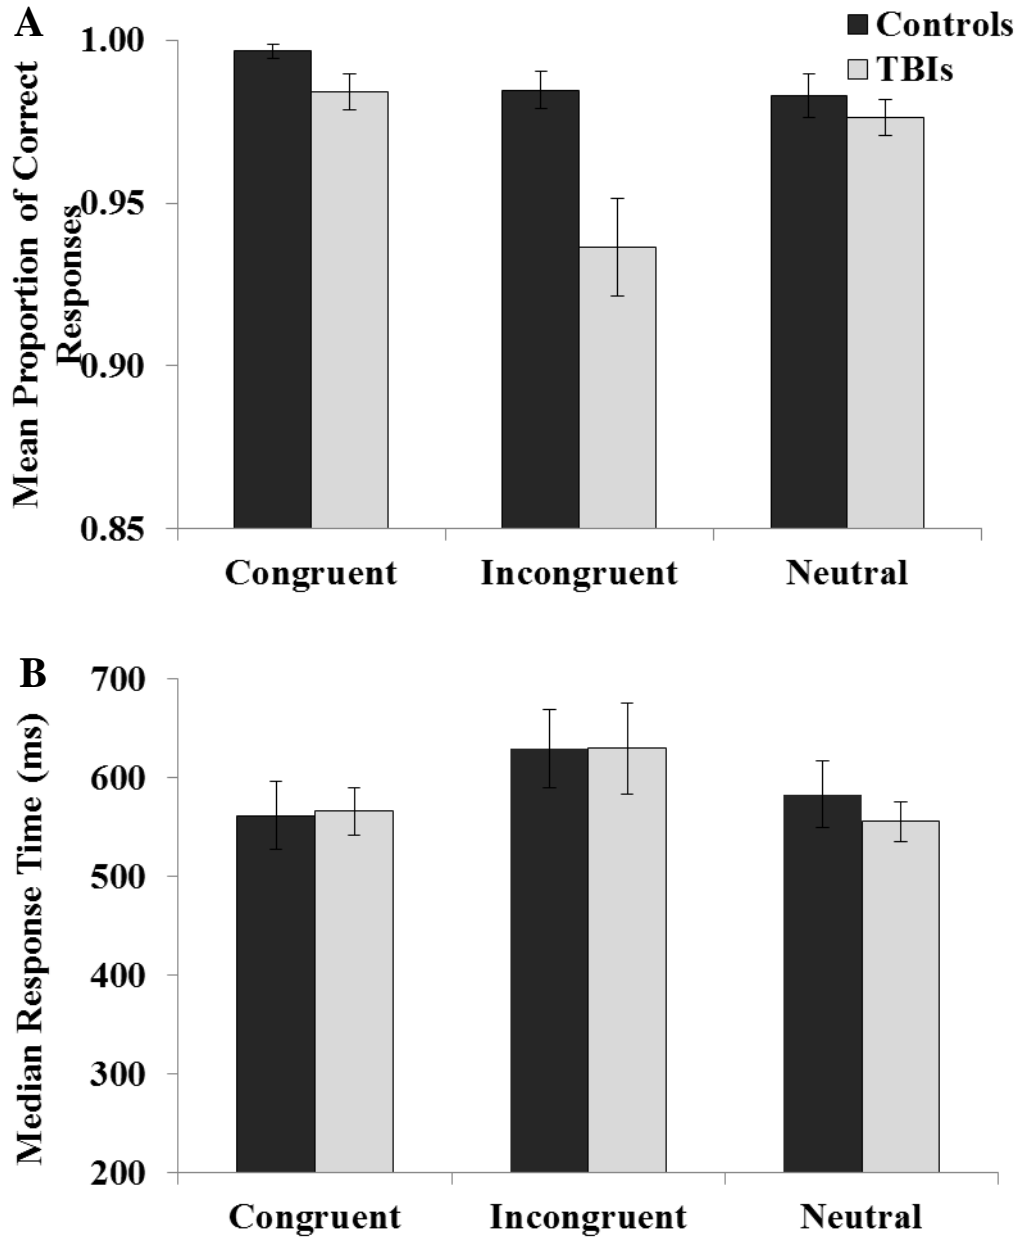 A
Controls
TBIs
Mean Proportion of Correct
Responses
1.00
0.95
0.90
0.85
Congruent Incongruent Neutral
B
Median Response Time (ms)
700
600
500
400
300
200
Congruent Incongruent Neutral